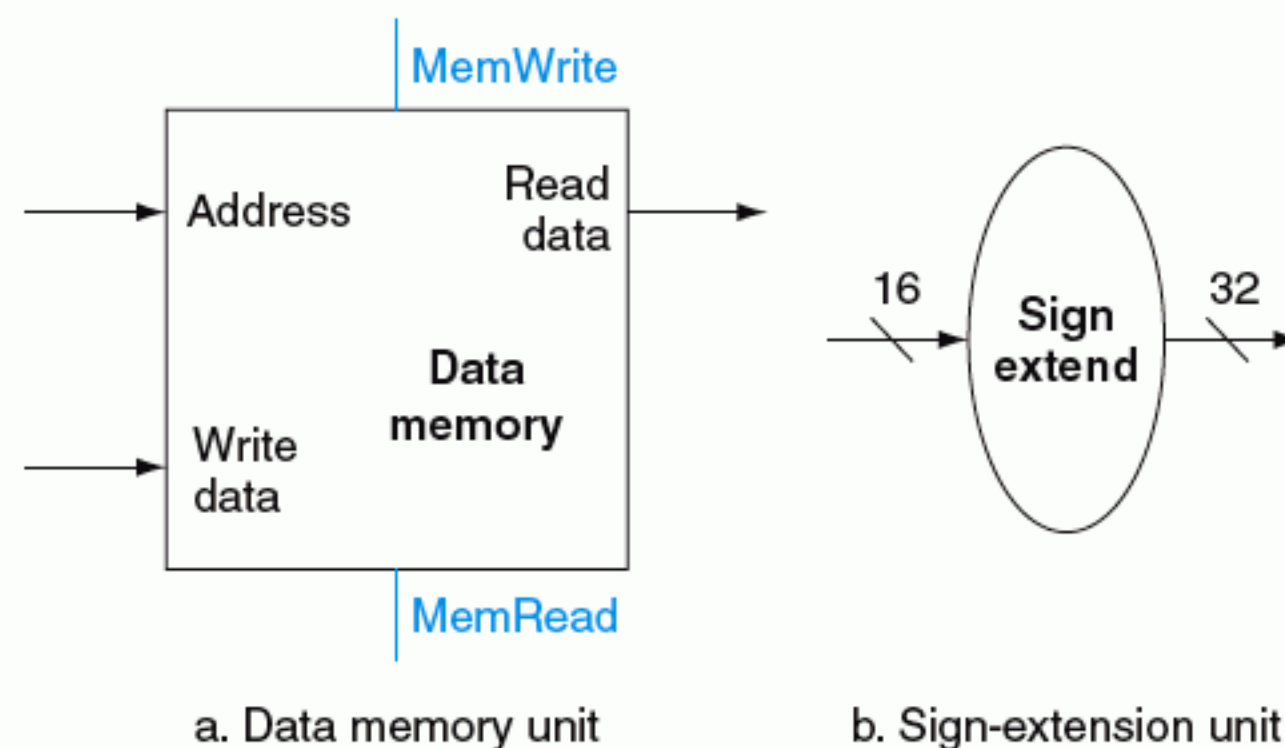 MemWrite
Address
Read
data
Data
memory
Write
data
MemRead
a. Data memory unit
16
Sign
extend
32
b. Sign-extension unit